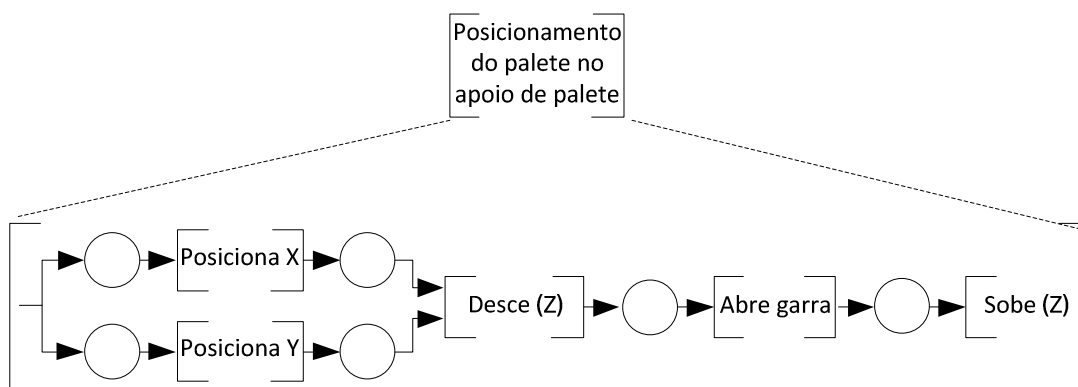 Posicionamento
do palete no
apoio de palete
Posiciona X
Desce (Z)
Abre garra
Sobe (Z)
Posiciona Y